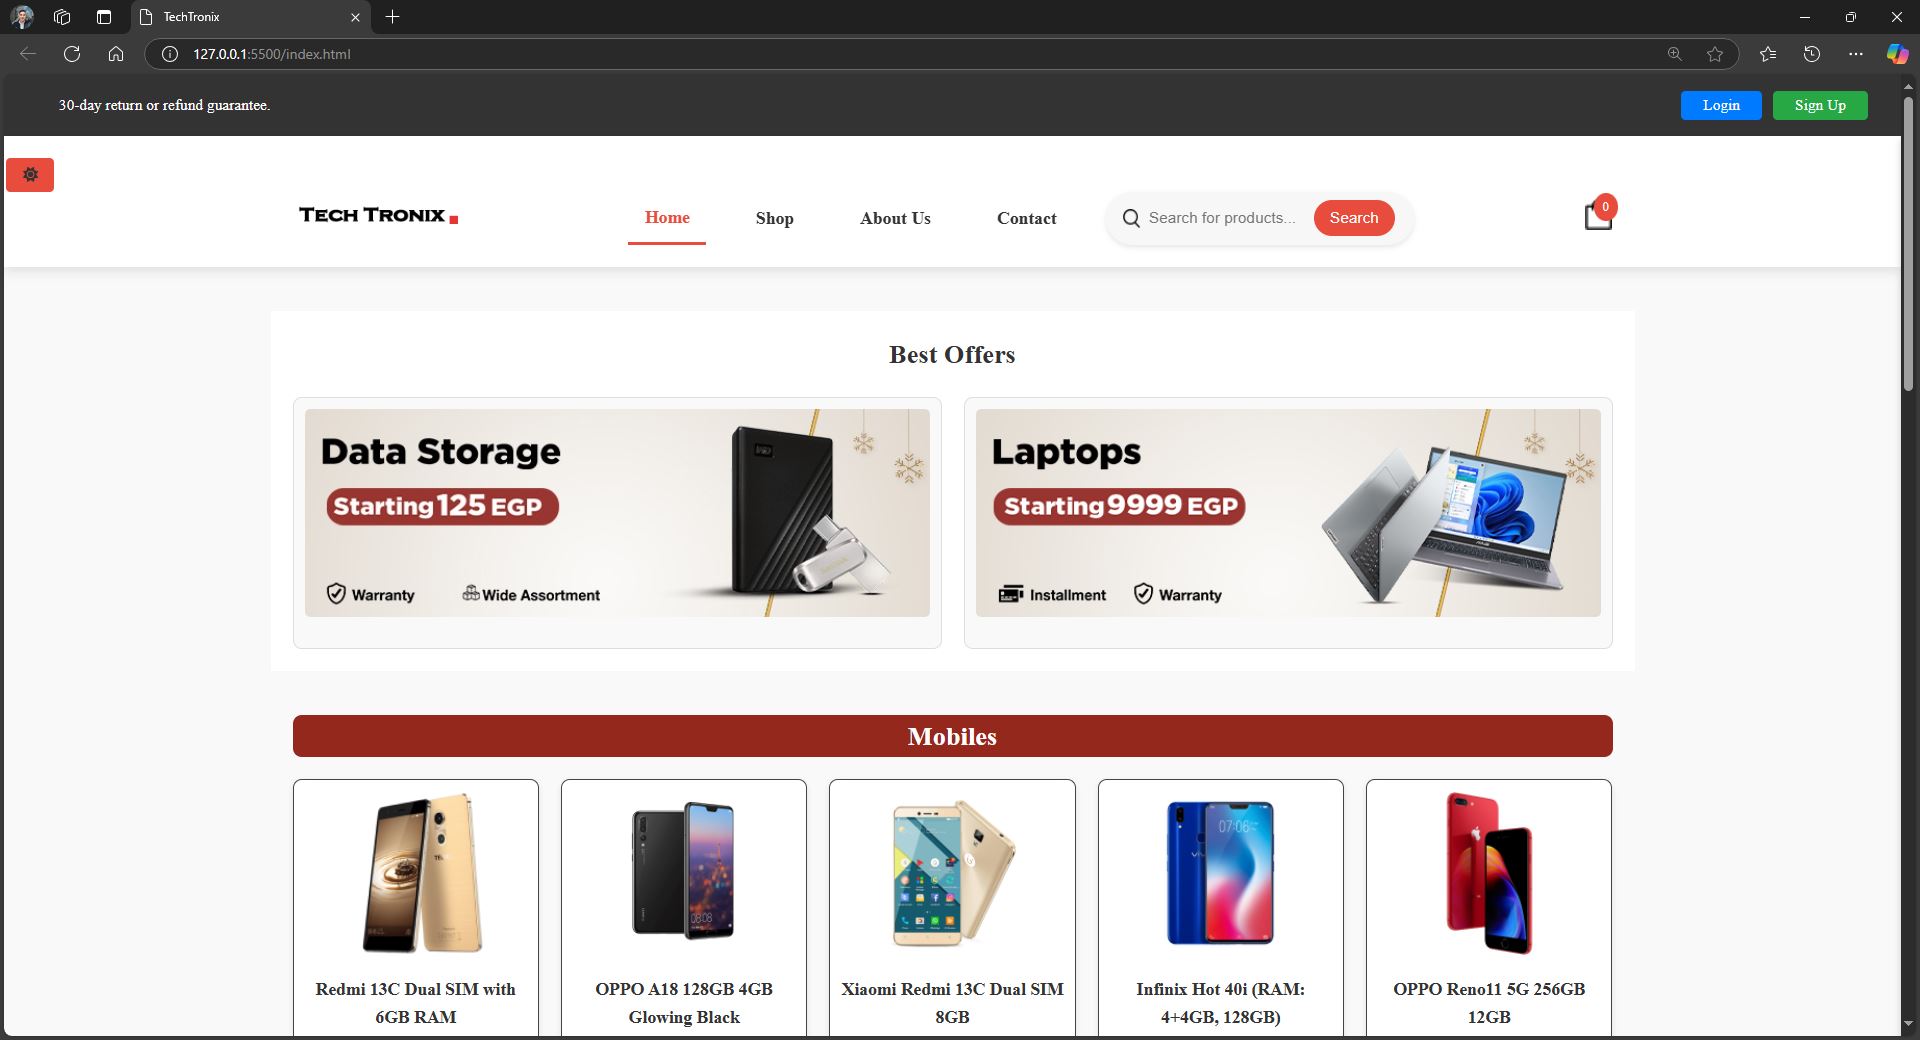 TechTronix
127.0.0.1:5500/index.html
30-day return or refund guarantee.
Login
Sign Up
TECH TRONIX
Home
Shop
About Us
Contact
Search for products...
Search
0
Best Offers
Data Storage
Starting 125 EGP
Warranty
Wide Assortment
Laptops
Starting 9999 EGP
Installment
Warranty
Mobiles
07:06
08:08
Redmi 13C Dual SIM with
6GB RAM
OPPO A18 128GB 4GB
Glowing Black
Xiaomi Redmi 13C Dual SIM
8GB
Infinix Hot 40i (RAM:
4+4GB, 128GB)
OPPO Reno11 5G 256GB
12GB